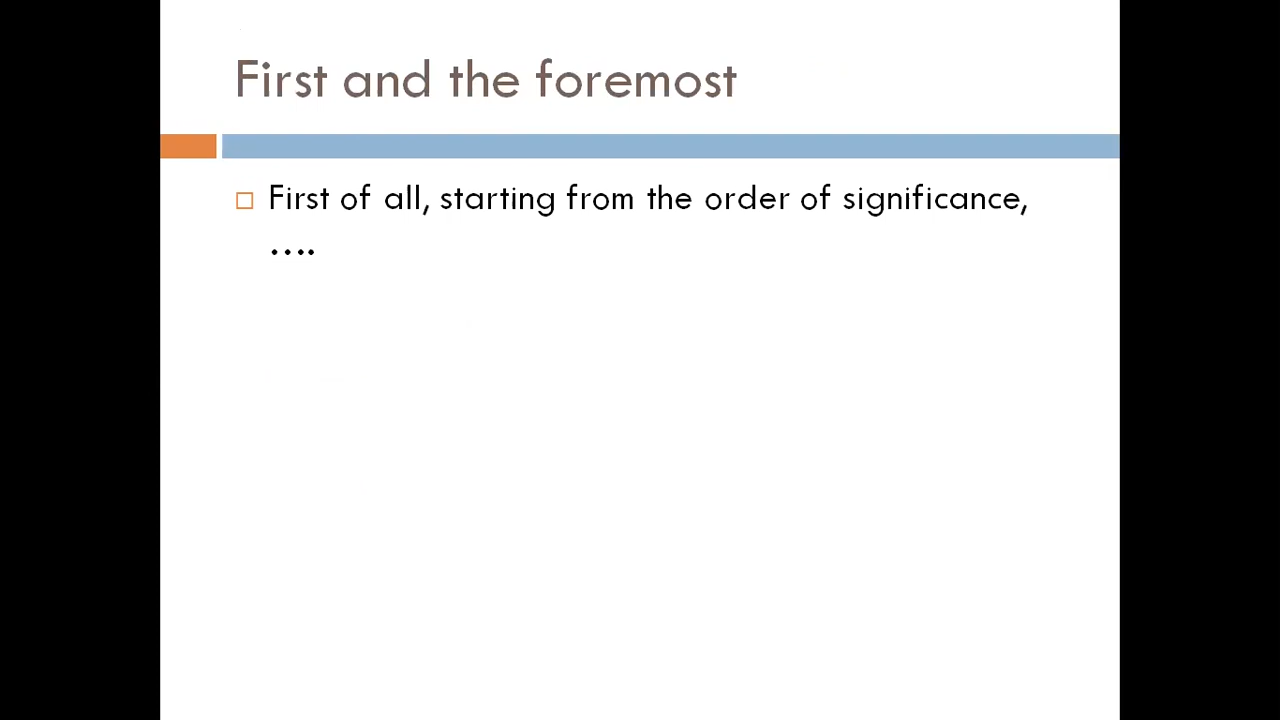 First and the foremost
First of all, starting from the order of significance,
....